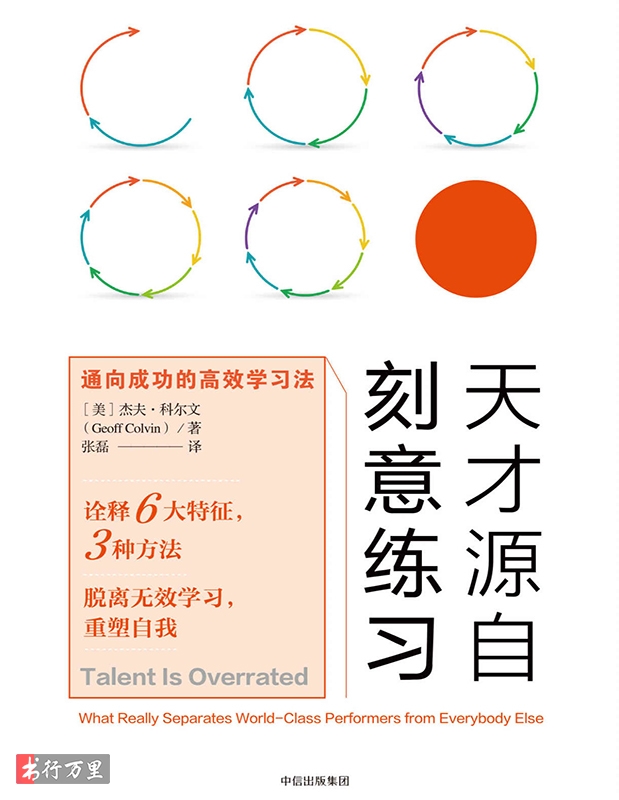 天才源自
刻意练习
通向成功的高效学习法
［美］杰夫·科尔文
（Geoff Colvin）/著
张磊 ———— 译
诠释6大特征，
3种方法
脱离无效学习，
重塑自我
Talent Is Overrated
What Really Separates World-Class Performers from Everybody Else
书行万里
中信出版集团